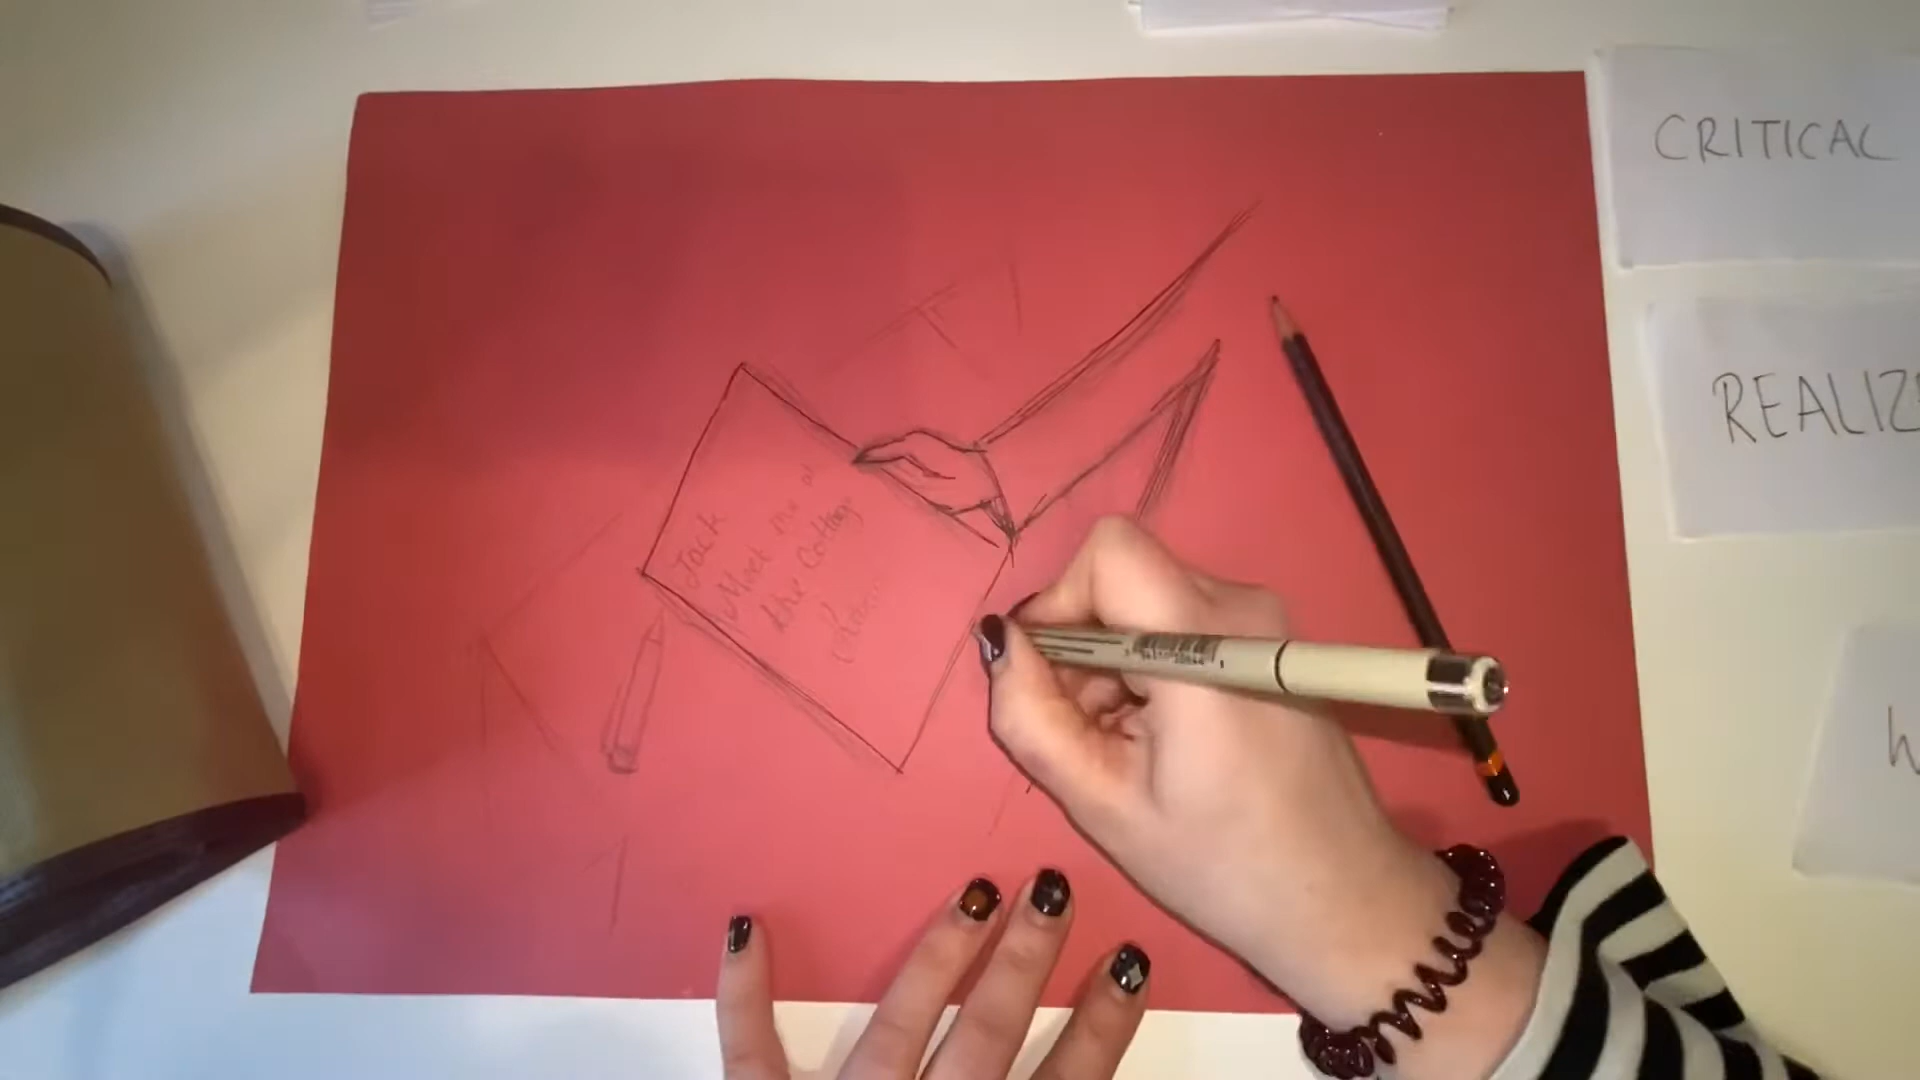 CRITICAL
REALIZ
Jack
Meet me at
the Cottage